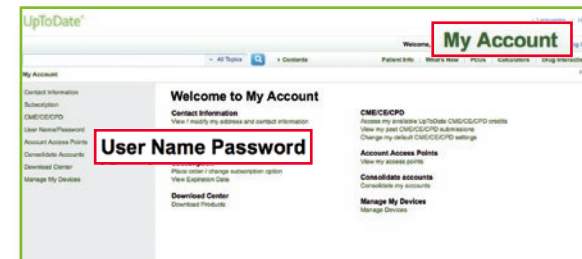 UpToDate®
Welcome,
My Account
All Topics
Contents
Patient Info
What's New
PCUs
Calculators
Drug Interactions
My Account
Contact Information
Subscription
CME/CE/CPD
User Name/Password
Account Access Points
Consolidate Accounts
Download Center
Manage My Devices
Welcome to My Account
Contact Information
View / modify my address and contact information
User Name Password
Place order / change subscription option
View Expiration Date
Download Center
Download Products
CME/CE/CPD
Access my available UpToDate CME/CE/CPD credits
View my past CME/CE/CPD submissions
Change my default CME/CE/CPD settings
Account Access Points
View my access points
Consolidate accounts
Consolidate my accounts
Manage My Devices
Manage Devices